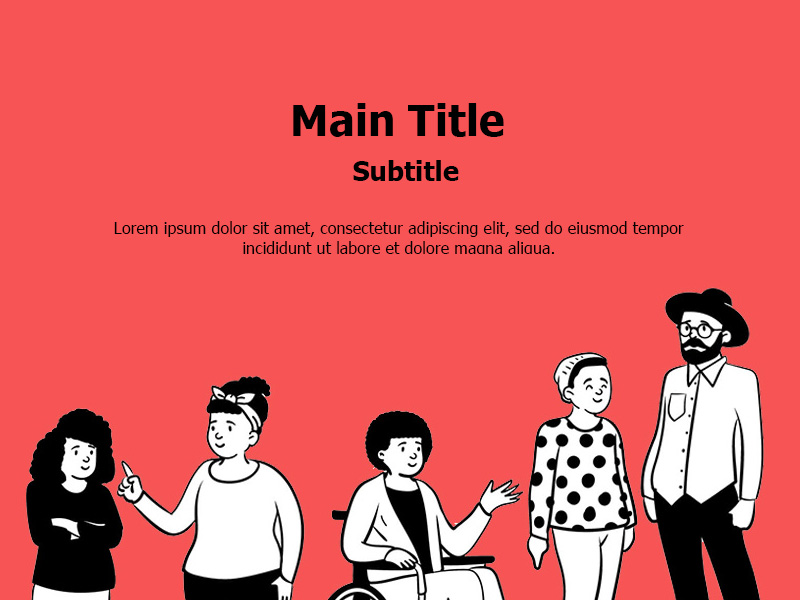 Main Title
Subtitle
Lorem ipsum dolor sit amet, consectetur adipiscing elit, sed do eiusmod tempor
incididunt ut labore et dolore magna aliqua.